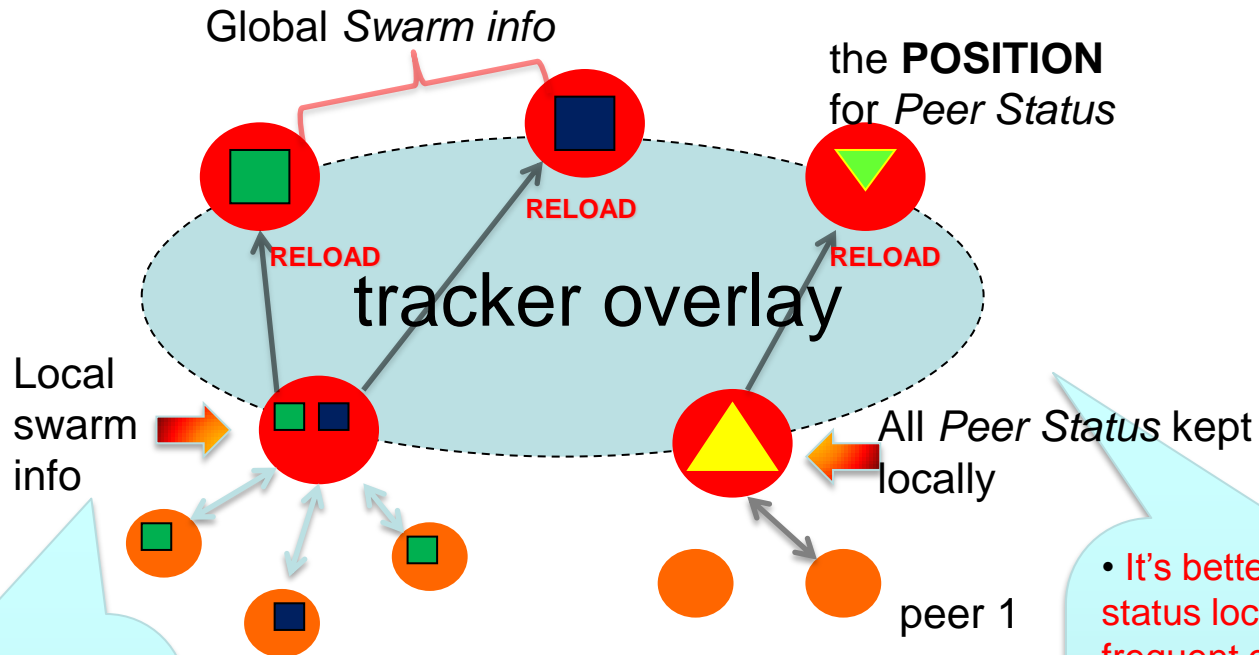 Global Swarm info
the POSITION
for Peer Status
RELOAD
RELOAD
RELOAD
tracker overlay
Local
swarm
info
All Peer Status kept
locally
peer 1
• It's bette
status loc